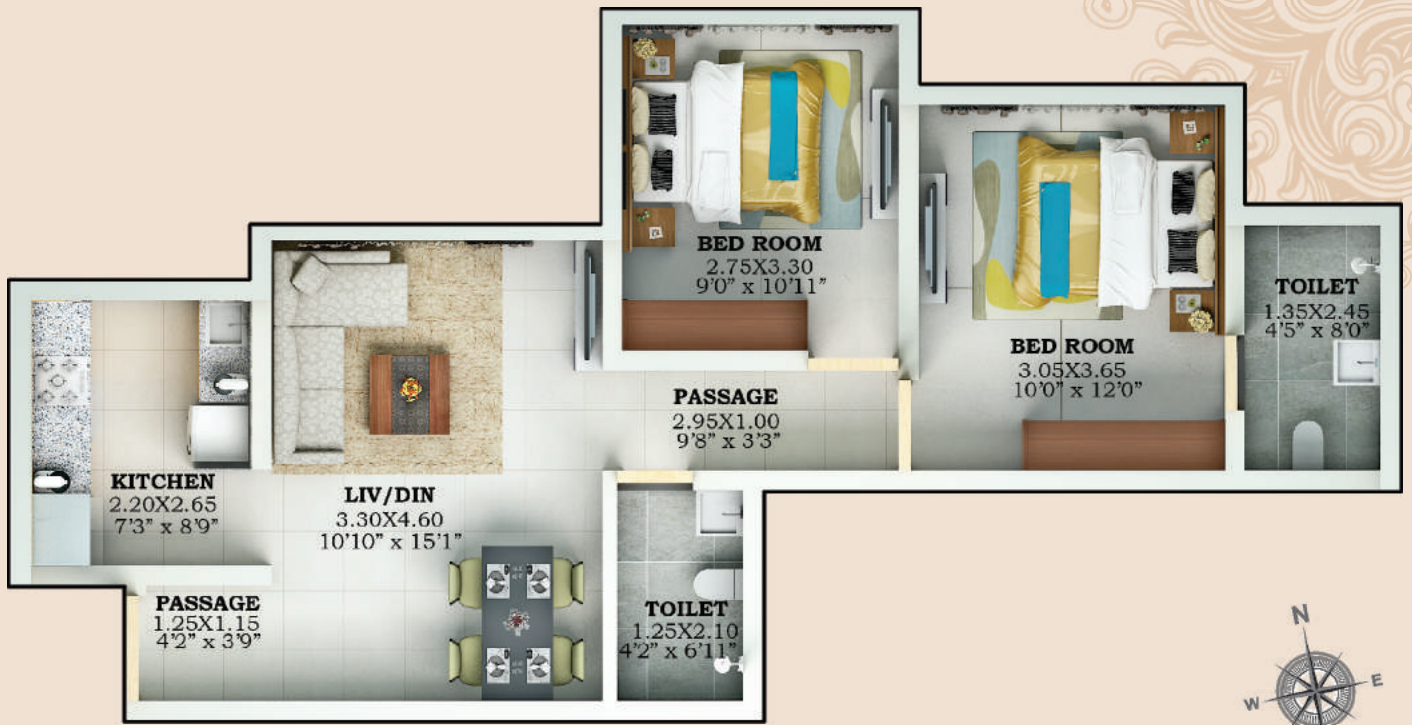 BED ROOM
2.75X3.30
9'0” x 10'11”
BED ROOM
3.05X3.65
10'0” x 12'0”
TOILET
1.35X2.45
4'5” x 8'0”
PASSAGE
2.95X1.00
9'8” x 3'3”
KITCHEN
2.20X2.65
7'3” x 8'9”
LIV/DIN
3.30X4.60
10'10” x 15'1”
PASSAGE
1.25X1.15
4'2” x 3'9”
TOILET
1.25X2.10
4'2” x 6'11”
N
W
E